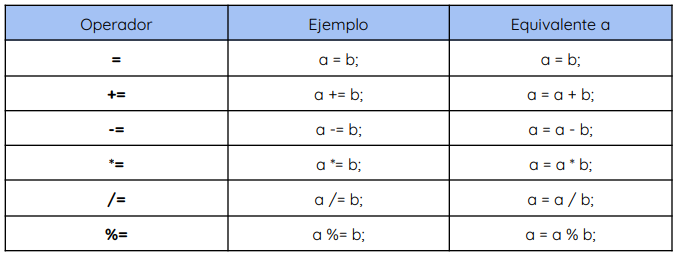 Operador Ejemplo Equivalente a
= a = b; a = b;
+= a += b; a = a + b;
-= a -= b; a = a - b;
*= a *= b; a = a * b;
/= a /= b; a = a / b;
%= a %= b; a = a % b;